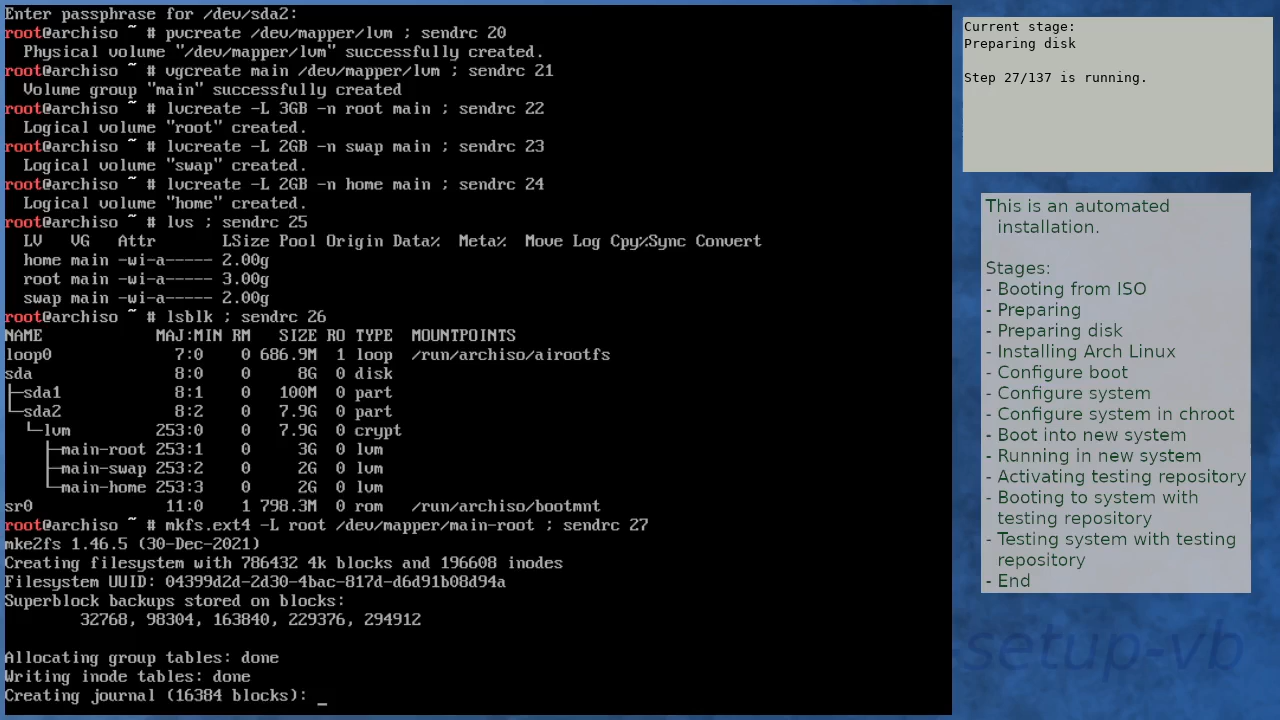 Enter passphrase for /dev/sda2:
root@archiso ~ # pvcreate /dev/mapper/lvm ; sendrc 20
  Physical volume "/dev/mapper/lvm" successfully created.
root@archiso ~ # vgcreate main /dev/mapper/lvm ; sendrc 21
  Volume group "main" successfully created
root@archiso ~ # lvcreate -L 3GB -n root main ; sendrc 22
  Logical volume "root" created.
root@archiso ~ # lvcreate -L 2GB -n swap main ; sendrc 23
  Logical volume "swap" created.
root@archiso ~ # lvcreate -L 2GB -n home main ; sendrc 24
  Logical volume "home" created.
root@archiso ~ # lvs ; sendrc 25
  LV   VG   Attr       LSize Pool Origin Data%  Meta%  Move Log Cpy%Sync Convert
  home main -wi-a----- 2.00g
  root main -wi-a----- 3.00g
  swap main -wi-a----- 2.00g
root@archiso ~ # lsblk ; sendrc 26
NAME            MAJ:MIN RM   SIZE RO TYPE  MOUNTPOINTS
loop0             7:0    0 686.9M  1 loop  /run/archiso/airootfs
sda               8:0    0     8G  0 disk
├─sda1            8:1    0   100M  0 part
└─sda2            8:2    0   7.9G  0 part
  └─lvm         253:0    0   7.9G  0 crypt
    ├─main-root 253:1    0     3G  0 lvm
    ├─main-swap 253:2    0     2G  0 lvm
    └─main-home 253:3    0     2G  0 lvm
sr0              11:0    1 798.3M  0 rom   /run/archiso/bootmnt
root@archiso ~ # mkfs.ext4 -L root /dev/mapper/main-root ; sendrc 27
mke2fs 1.46.5 (30-Dec-2021)
Creating filesystem with 786432 4k blocks and 196608 inodes
Filesystem UUID: 04399d2d-2d30-4bac-817d-d6d91b08d94a
Superblock backups stored on blocks:
        32768, 98304, 163840, 229376, 294912
Allocating group tables: done
Writing inode tables: done
Creating journal (16384 blocks): _
Current stage:
Preparing disk
Step 27/137 is running.
This is an automated
installation.
Stages:
- Booting from ISO
- Preparing
- Preparing disk
- Installing Arch Linux
- Configure boot
- Configure system
- Configure system in chroot
- Boot into new system
- Running in new system
- Activating testing repository
- Booting to system with
testing repository
- Testing system with testing
repository
- End
-setup-vb